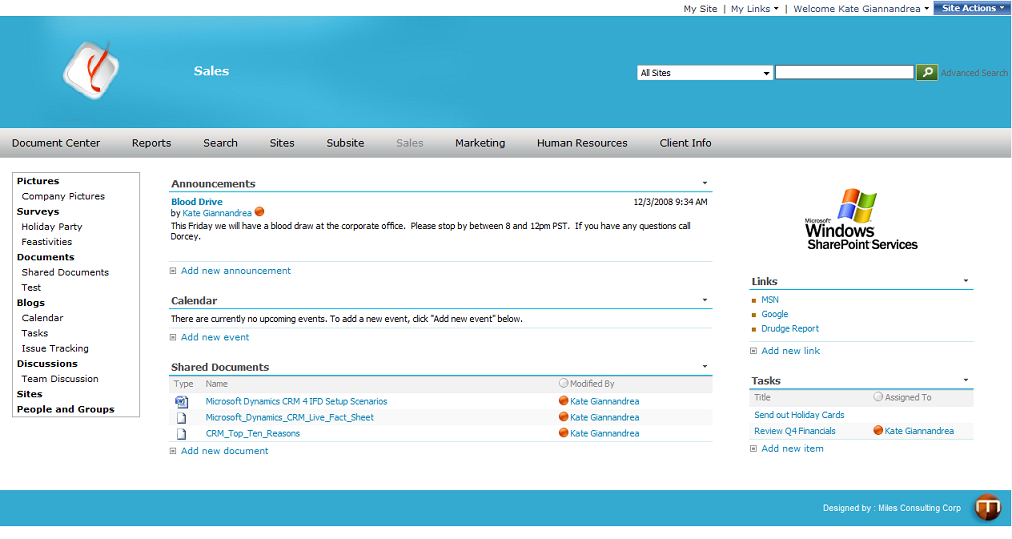 My Site | My Links | Welcome Kate Giannandrea Site Actions
Sales
All Sites
Advanced Search
Document Center Reports Search Sites Subsite Sales Marketing Human Resources Client Info
Pictures
Company Pictures
Surveys
Holiday Party
Feastivities
Documents
Shared Documents
Test
Blogs
Calendar
Tasks
Issue Tracking
Discussions
Team Discussion
Sites
People and Groups
Announcements
Blood Drive 12/3/2008 9:34 AM
by Kate Giannandrea
This Friday we will have a blood draw at the corporate office. Please stop by between 8 and 12pm PST. If you have any questions call
Dorcey.
Add new announcement
Calendar
There are currently no upcoming events. To add a new event, click "Add new event" below.
Add new event
Shared Documents
Type Name Modified By
Microsoft Dynamics CRM 4 IFD Setup Scenarios Kate Giannandrea
Microsoft_Dynamics_CRM_Live_Fact_Sheet Kate Giannandrea
CRM_Top_Ten_Reasons Kate Giannandrea
Add new document
Microsoft
Windows
SharePoint Services
Links
MSN
Google
Drudge Report
Add new link
Tasks
Title Assigned To
Send out Holiday Cards
Review Q4 Financials Kate Giannandrea
Add new item
Designed by : Miles Consulting Corp